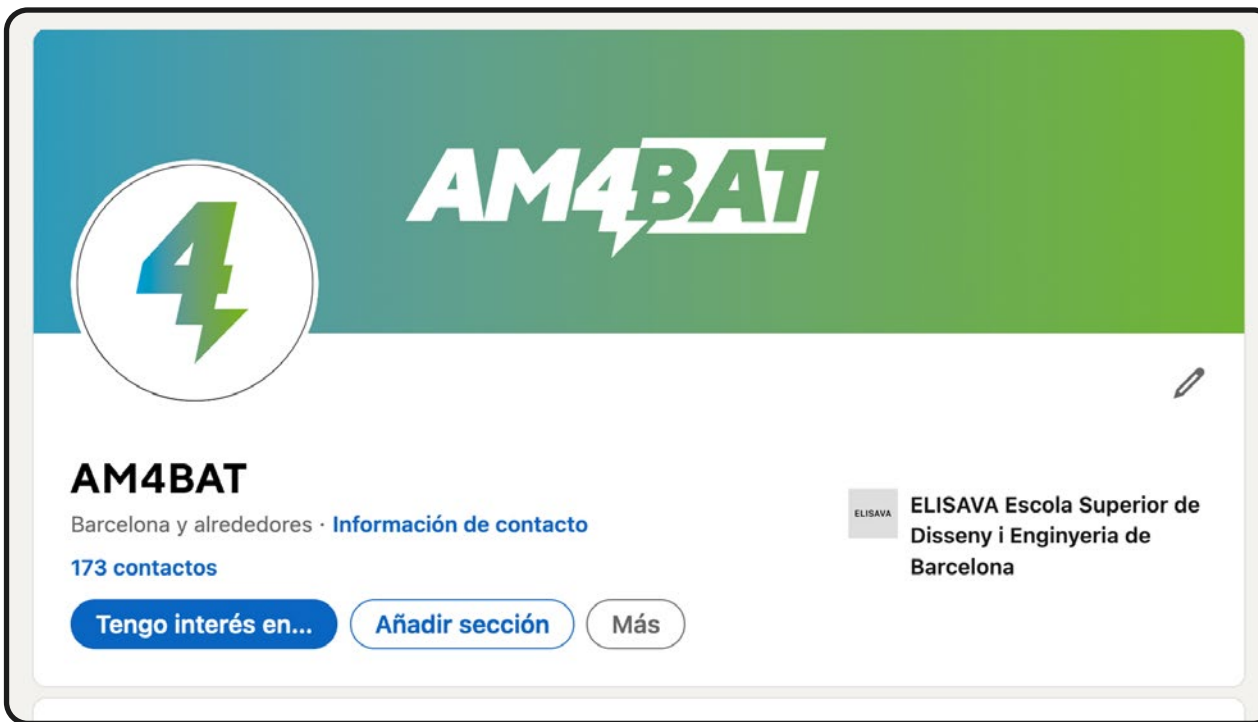 AM4BAT
4
AM4BAT
Barcelona y alrededores · Información de contacto
173 contactos
Tengo interés en...
Añadir sección
Más
ELISAVA
ELISAVA Escola Superior de
Disseny i Enginyeria de
Barcelona